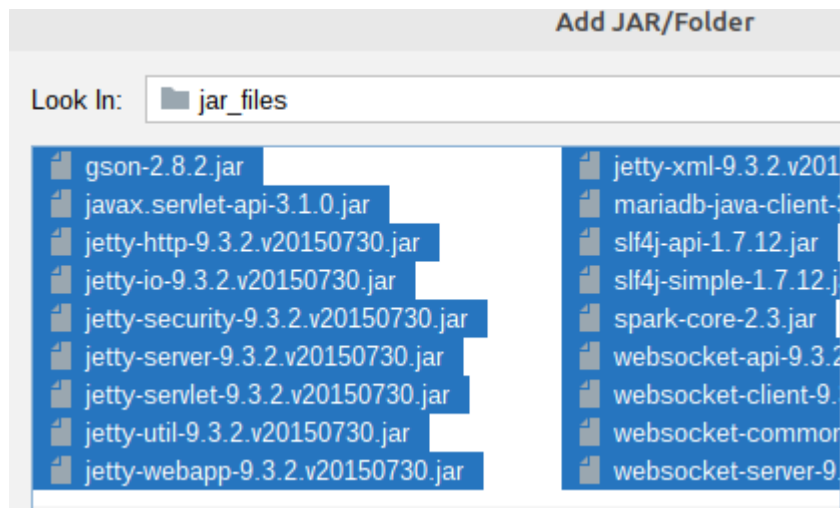 Add JAR/Folder
Look In: jar_files
gson-2.8.2.jar
javax.servlet-api-3.1.0.jar
jetty-http-9.3.2.v20150730.jar
jetty-io-9.3.2.v20150730.jar
jetty-security-9.3.2.v20150730.jar
jetty-server-9.3.2.v20150730.jar
jetty-servlet-9.3.2.v20150730.jar
jetty-util-9.3.2.v20150730.jar
jetty-webapp-9.3.2.v20150730.jar
jetty-xml-9.3.2.v201
mariadb-java-client-
slf4j-api-1.7.12.jar
slf4j-simple-1.7.12.j
spark-core-2.3.jar
websocket-api-9.3.2
websocket-client-9.
websocket-common
websocket-server-9.